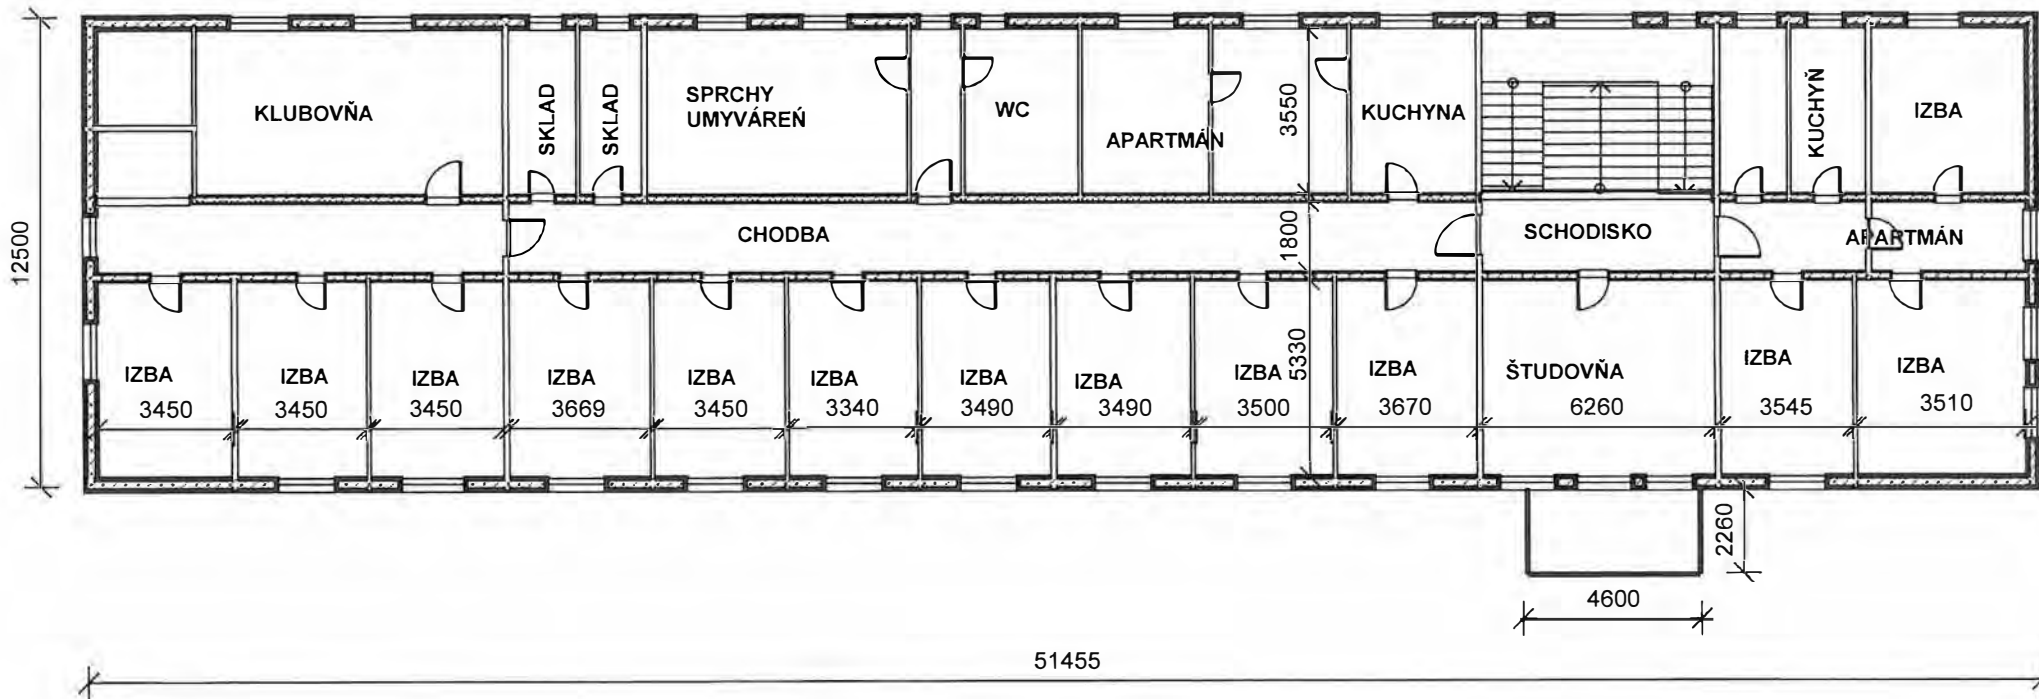 KLUBOVŇA
SKLAD
SKLAD
SPRCHY
UMYVÁREŇ
WC
APARTMÁN
3550
KUCHYNA
KUCHYŇ
IZBA
12500
CHODBA
1800
SCHODISKO
APARTMÁN
IZBA
3450
IZBA
3450
IZBA
3450
IZBA
3669
IZBA
3450
IZBA
3340
IZBA
3490
IZBA
3490
IZBA
3500
5330
IZBA
3670
ŠTUDOVŇA
6260
IZBA
3545
IZBA
3510
2260
4600
51455